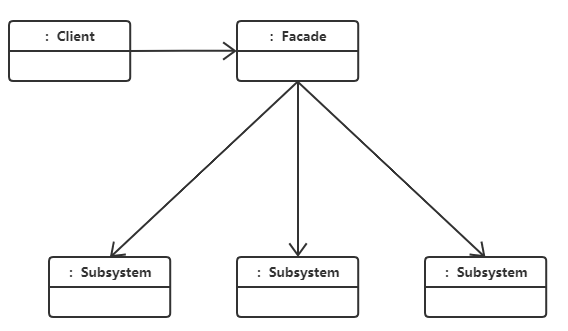 : Client
: Facade
: Subsystem
: Subsystem
: Subsystem